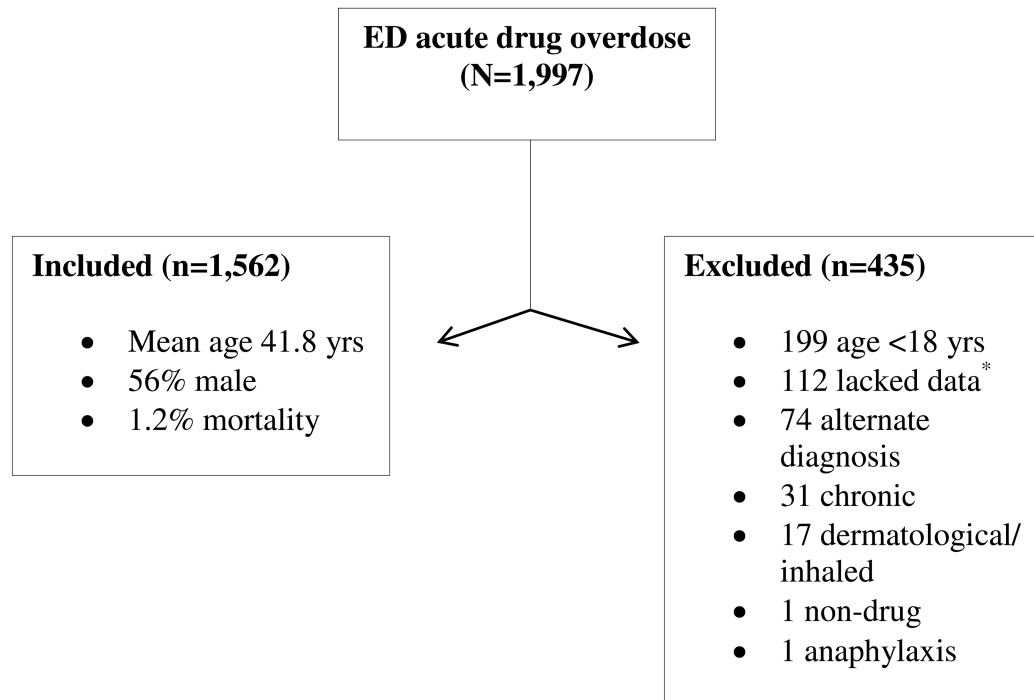 ED acute drug overdose
(N=1,997)
Included (n=1,562)
• Mean age 41.8 yrs
• 56% male
• 1.2% mortality
Excluded (n=435)
• 199 age <18 yrs
• 112 lacked data*
• 74 alternate
diagnosis
• 31 chronic
• 17 dermatological/
inhaled
• 1 non-drug
• 1 anaphylaxis